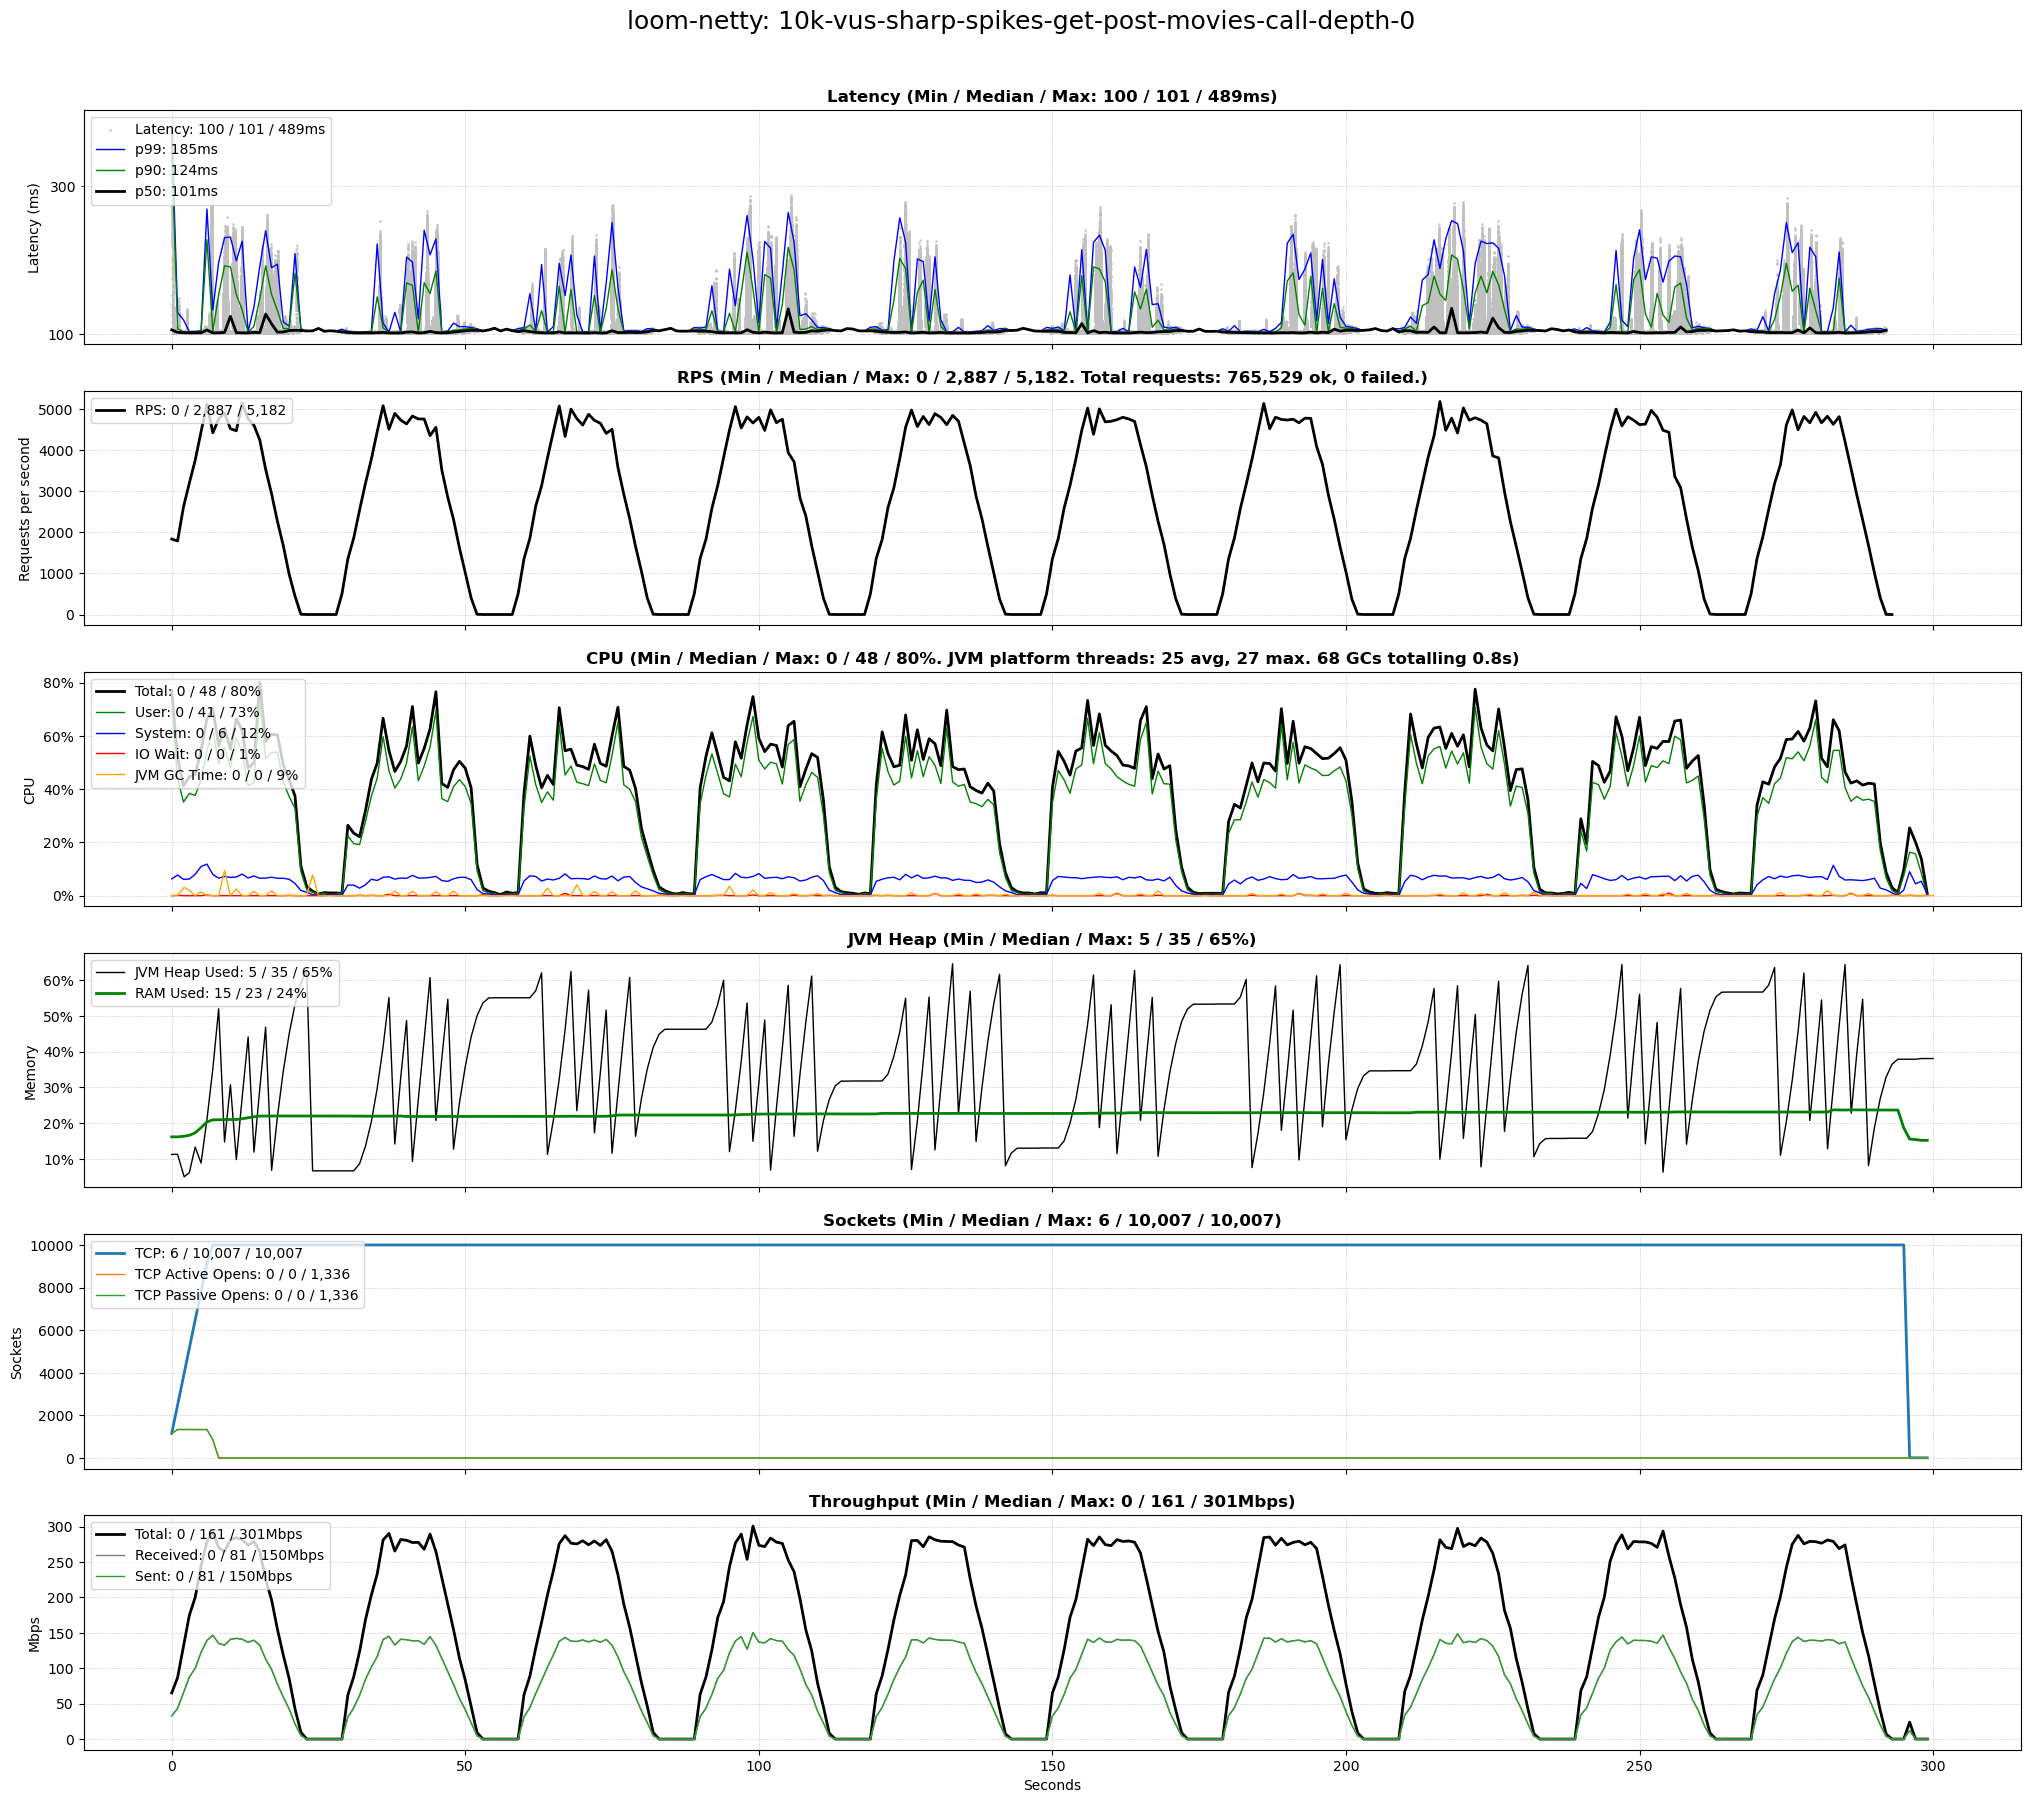 loom-netty: 10k-vus-sharp-spikes-get-post-movies-call-depth-0
Latency (Min / Median / Max: 100 / 101 / 489ms)
Latency: 100 / 101 / 489ms
p99: 185ms
p90: 124ms
p50: 101ms
Latency (ms)
300
100
RPS (Min / Median / Max: 0 / 2,887 / 5,182. Total requests: 765,529 ok, 0 failed.)
RPS: 0 / 2,887 / 5,182
Requests per second
5000
4000
3000
2000
1000
0
CPU (Min / Median / Max: 0 / 48 / 80%. JVM platform threads: 25 avg, 27 max. 68 GCs totalling 0.8s)
Total: 0 / 48 / 80%
User: 0 / 41 / 73%
System: 0 / 6 / 12%
IO Wait: 0 / 0 / 1%
JVM GC Time: 0 / 0 / 9%
CPU
80%
60%
40%
20%
0%
JVM Heap (Min / Median / Max: 5 / 35 / 65%)
JVM Heap Used: 5 / 35 / 65%
RAM Used: 15 / 23 / 24%
Memory
60%
50%
40%
30%
20%
10%
Sockets (Min / Median / Max: 6 / 10,007 / 10,007)
TCP: 6 / 10,007 / 10,007
TCP Active Opens: 0 / 0 / 1,336
TCP Passive Opens: 0 / 0 / 1,336
Sockets
10000
8000
6000
4000
2000
0
Throughput (Min / Median / Max: 0 / 161 / 301Mbps)
Total: 0 / 161 / 301Mbps
Received: 0 / 81 / 150Mbps
Sent: 0 / 81 / 150Mbps
Mbps
300
250
200
150
100
50
0
0 50 100 150 200 250 300
Seconds